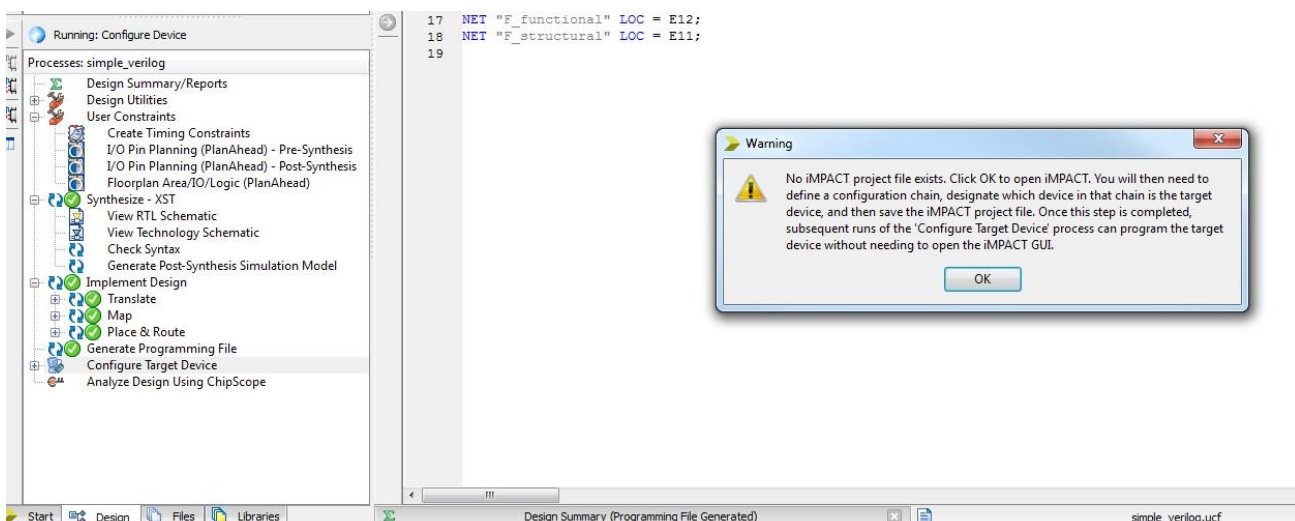 Running: Configure Device
Processes: simple_verilog
Design Summary/Reports
Design Utilities
User Constraints
Create Timing Constraints
I/O Pin Planning (PlanAhead) - Pre-Synthesis
I/O Pin Planning (PlanAhead) - Post-Synthesis
Floorplan Area/IO/Logic (PlanAhead)
Synthesize - XST
View RTL Schematic
View Technology Schematic
Check Syntax
Generate Post-Synthesis Simulation Model
Implement Design
Translate
Map
Place & Route
Generate Programming File
Configure Target Device
Analyze Design Using ChipScope
Start Design Files Libraries
17 NET "F_functional" LOC = E12;
18 NET "F_structural" LOC = E11;
19
Warning
No iMPACT project file exists. Click OK to open iMPACT. You will then need to
define a configuration chain, designate which device in that chain is the target
device, and then save the iMPACT project file. Once this step is completed,
subsequent runs of the 'Configure Target Device' process can program the target
device without needing to open the iMPACT GUI.
OK
Design Summary (Programming File Generated) simple_verilog.ucf